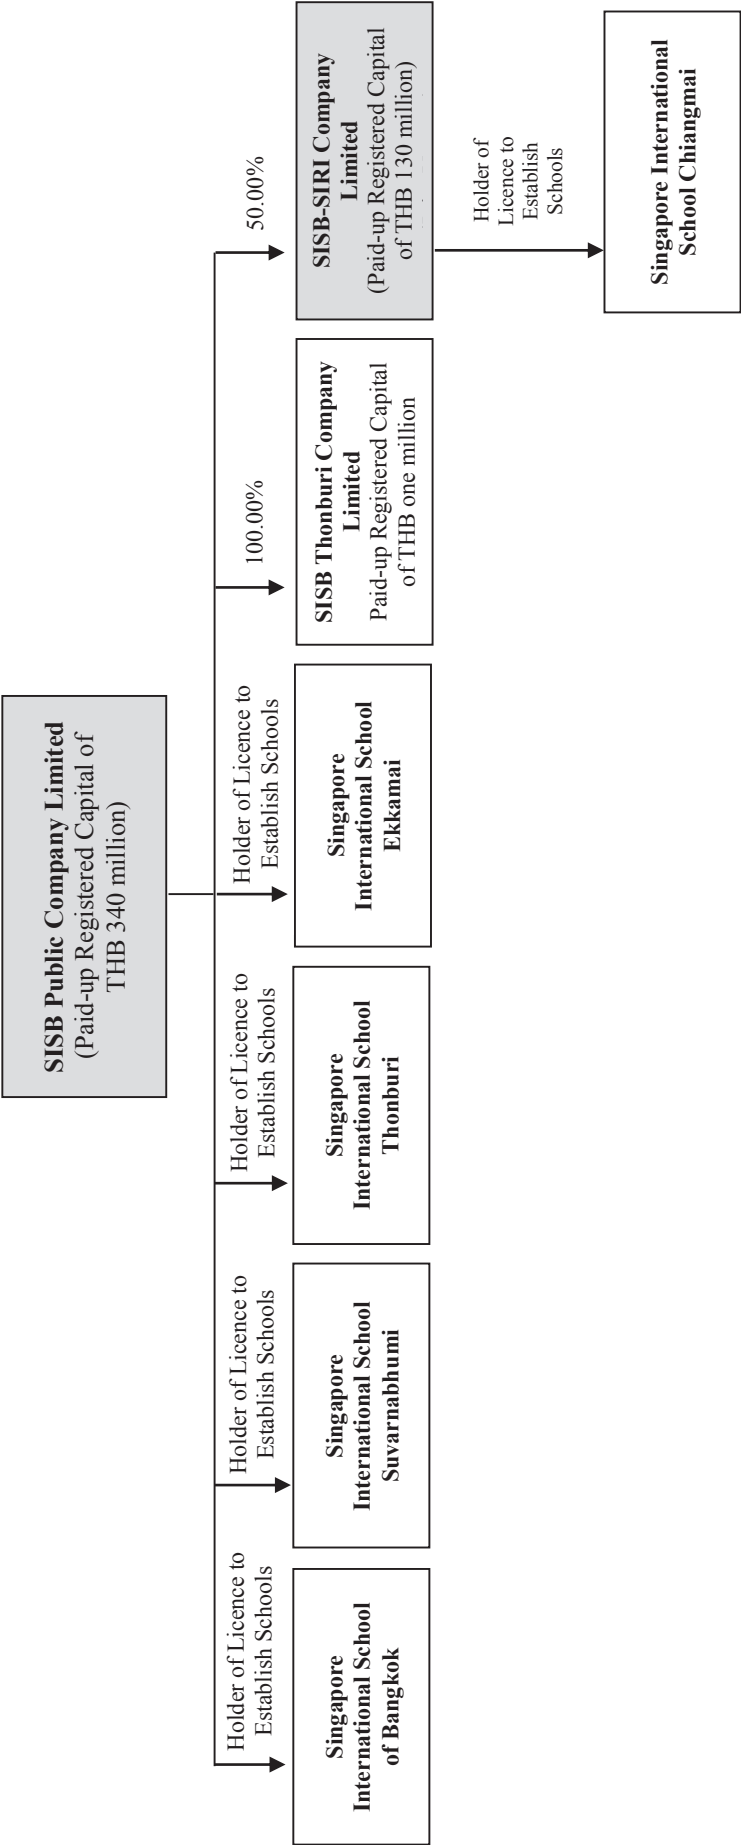 SISB Public Company Limited
(Paid-up Registered Capital of
THB 340 million)
Holder of Licence to
Establish Schools
Holder of Licence to
Establish Schools
Holder of Licence to
Establish Schools
Holder of Licence to
Establish Schools
100.00%
50.00%
Singapore
International School
of Bangkok
Singapore
International School
Suvarnabhumi
Singapore
International School
Thonburi
Singapore
International School
Ekkamai
SISB Thonburi Company
Limited
Paid-up Registered Capital
of THB one million
SISB-SIRI Company
Limited
(Paid-up Registered Capital
of THB 130 million)
Holder of
Licence to
Establish
Schools
Singapore International
School Chiangmai